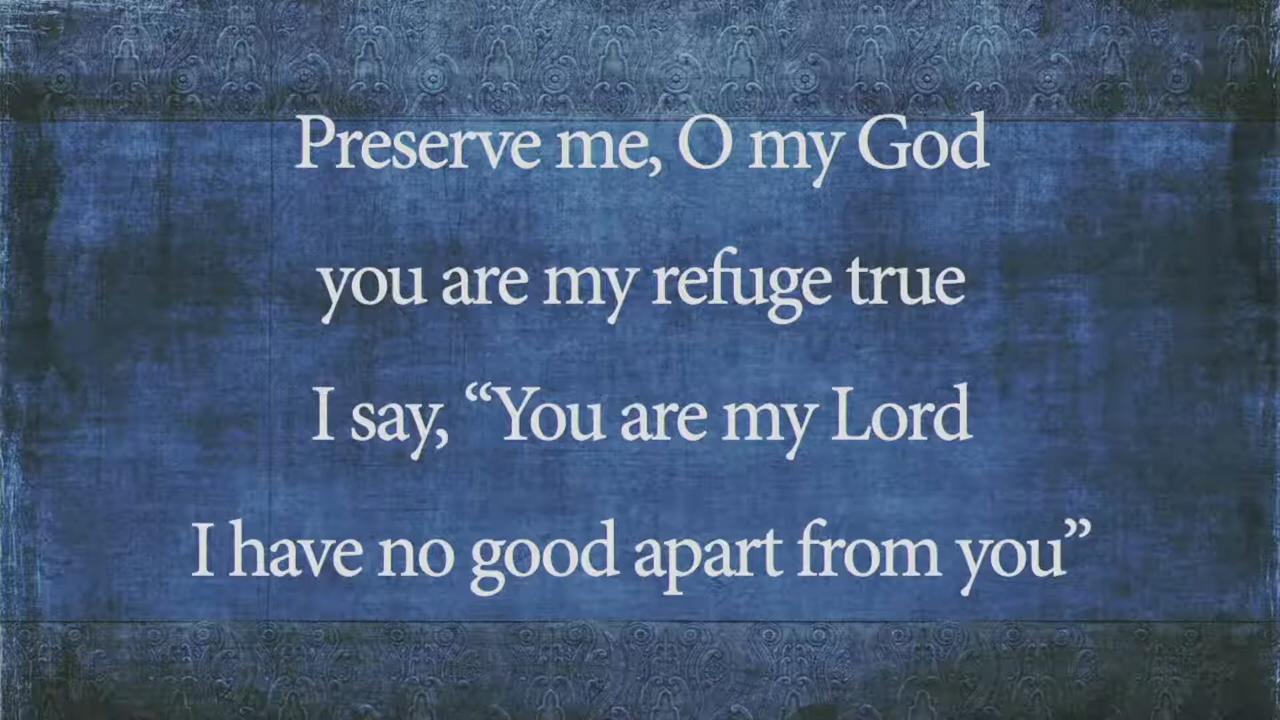 Preserve me, O my God
you are my refuge true
I say, “You are my Lord
I have no good apart from you”